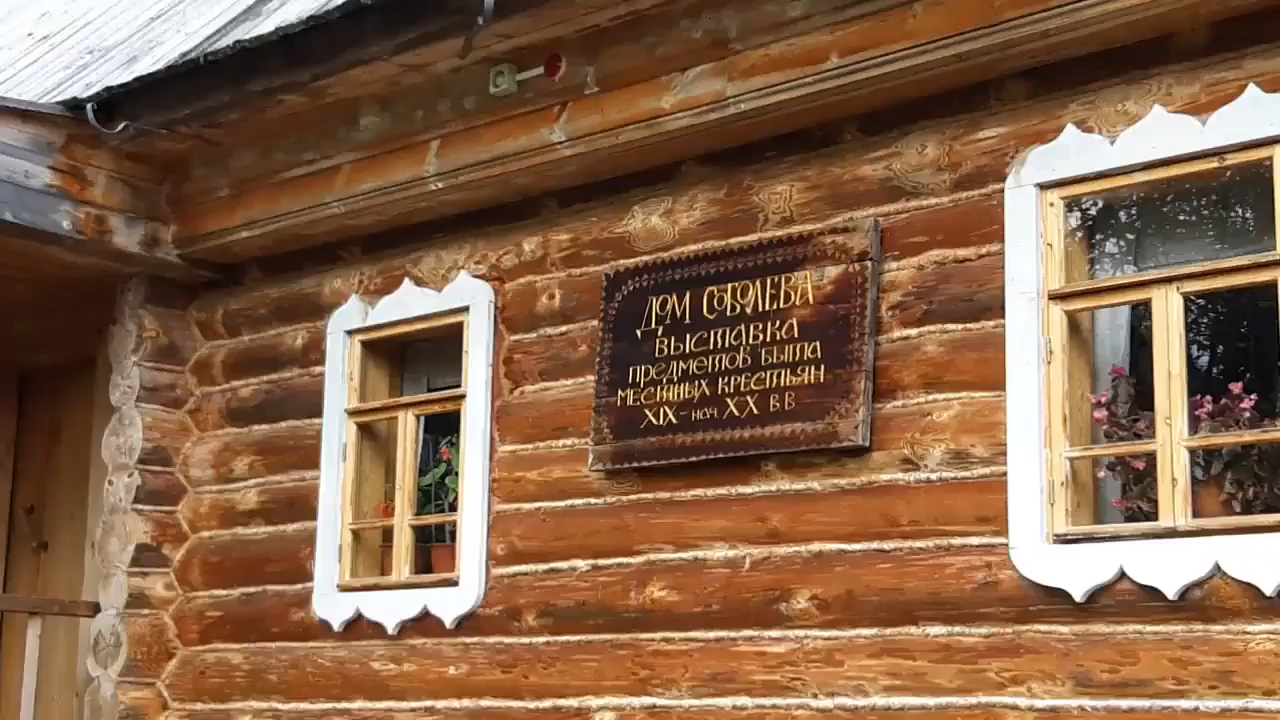 ДОМ СОБОЛЕВА
ВЫСТАВКА
ПРЕДМЕТОВ БЫТА
МЕСТНЫХ КРЕСТЬЯН
XIX - НАЧ. XX В.В